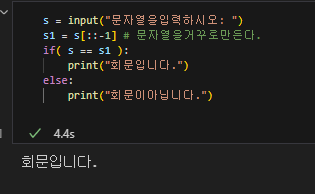 s = input("문자열을입력하시오: ")
s1 = s[::-1] # 문자열을거꾸로만든다.
if( s == s1 ):
    print("회문입니다.")
else:
    print("회문이아닙니다.")
4.4s
회문입니다.